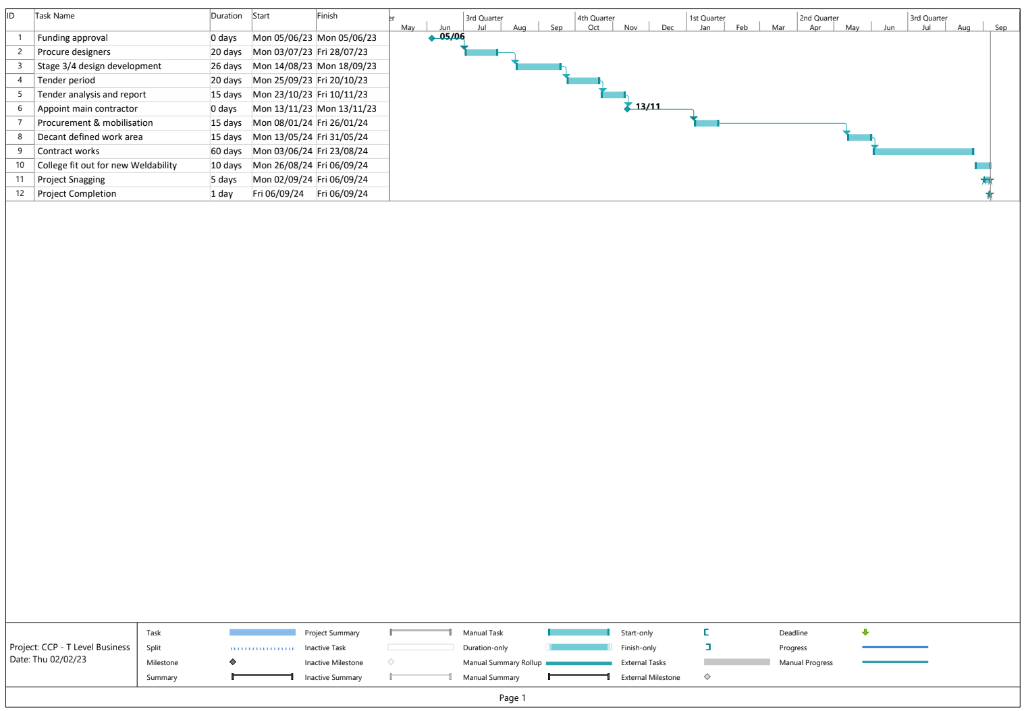 ID Task Name Duration Start Finish er 3rd Quarter 4th Quarter 1st Quarter 2nd Quarter 3rd Quarter
May Jun Jul Aug Sep Oct Nov Dec Jan Feb Mar Apr May Jun Jul Aug Sep
1 Funding approval 0 days Mon 05/06/23 Mon 05/06/23 05/06
2 Procure designers 20 days Mon 03/07/23 Fri 28/07/23
3 Stage 3/4 design development 26 days Mon 14/08/23 Mon 18/09/23
4 Tender period 20 days Mon 25/09/23 Fri 20/10/23
5 Tender analysis and report 15 days Mon 23/10/23 Fri 10/11/23
6 Appoint main contractor 0 days Mon 13/11/23 Mon 13/11/23 13/11
7 Procurement & mobilisation 15 days Mon 08/01/24 Fri 26/01/24
8 Decant defined work area 15 days Mon 13/05/24 Fri 31/05/24
9 Contract works 60 days Mon 03/06/24 Fri 23/08/24
10 College fit out for new Weldability 10 days Mon 26/08/24 Fri 06/09/24
11 Project Snagging 5 days Mon 02/09/24 Fri 06/09/24
12 Project Completion 1 day Fri 06/09/24 Fri 06/09/24
Project: CCP - T Level Business
Date: Thu 02/02/23
Task Project Summary Manual Task Start-only Deadline
Split Inactive Task Duration-only Finish-only Progress
Milestone Inactive Milestone Manual Summary Rollup External Tasks Manual Progress
Summary Inactive Summary Manual Summary External Milestone
Page 1